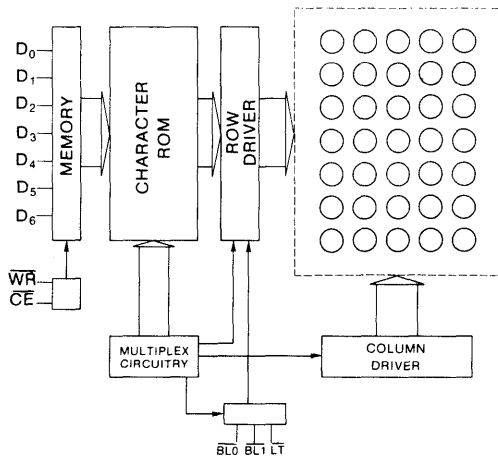 D0
D1
D2
D3
D4
D5
D6
MEMORY
CHARACTER
ROM
ROW
DRIVER
WR
CE
MULTIPLEX
CIRCUITRY
COLUMN
DRIVER
BL0 BL1 LT